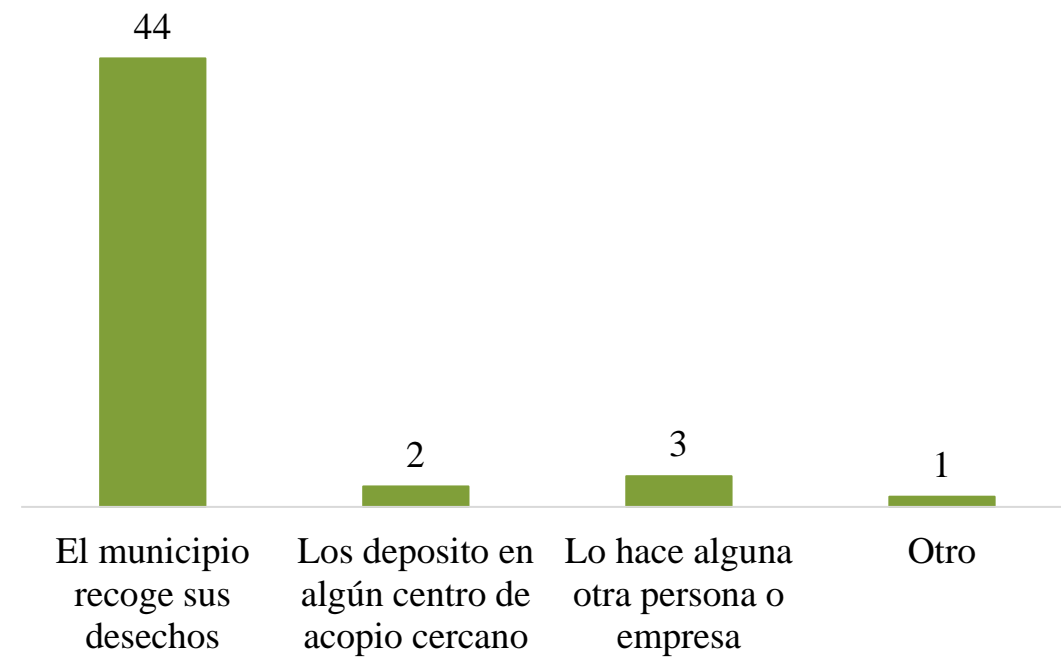 44
2
3
1
El municipio
recoge sus
desechos
Los deposito en
algún centro de
acopio cercano
Lo hace alguna
otra persona o
empresa
Otro